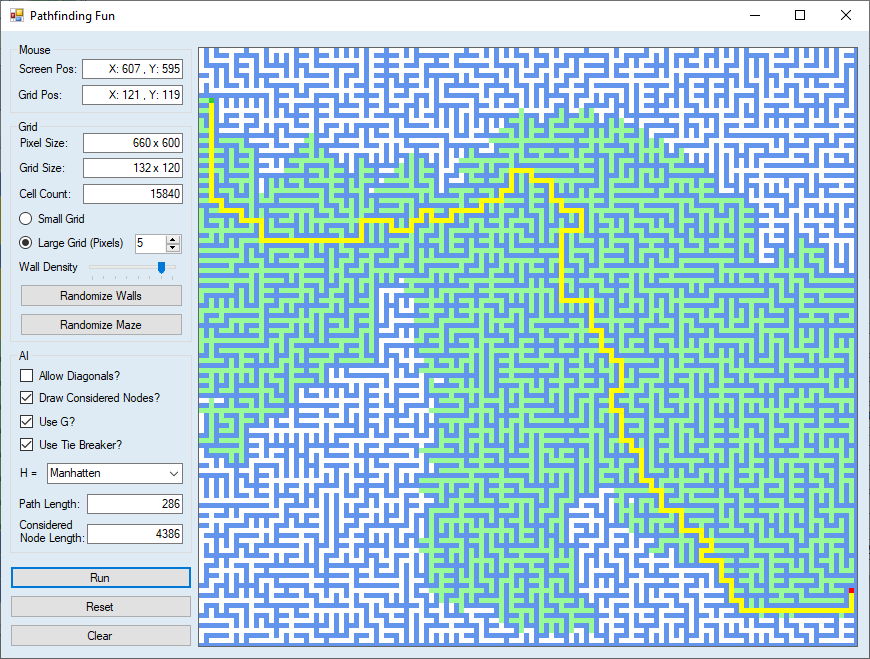 Pathfinding Fun
Mouse
Screen Pos: X: 607 , Y: 595
Grid Pos: X: 121 , Y: 119
Grid
Pixel Size: 660 x 600
Grid Size: 132 x 120
Cell Count: 15840
Small Grid
Large Grid (Pixels) 5
Wall Density
Randomize Walls
Randomize Maze
AI
Allow Diagonals?
Draw Considered Nodes?
Use G?
Use Tie Breaker?
H = Manhatten
Path Length: 286
Considered
Node Length: 4386
Run
Reset
Clear